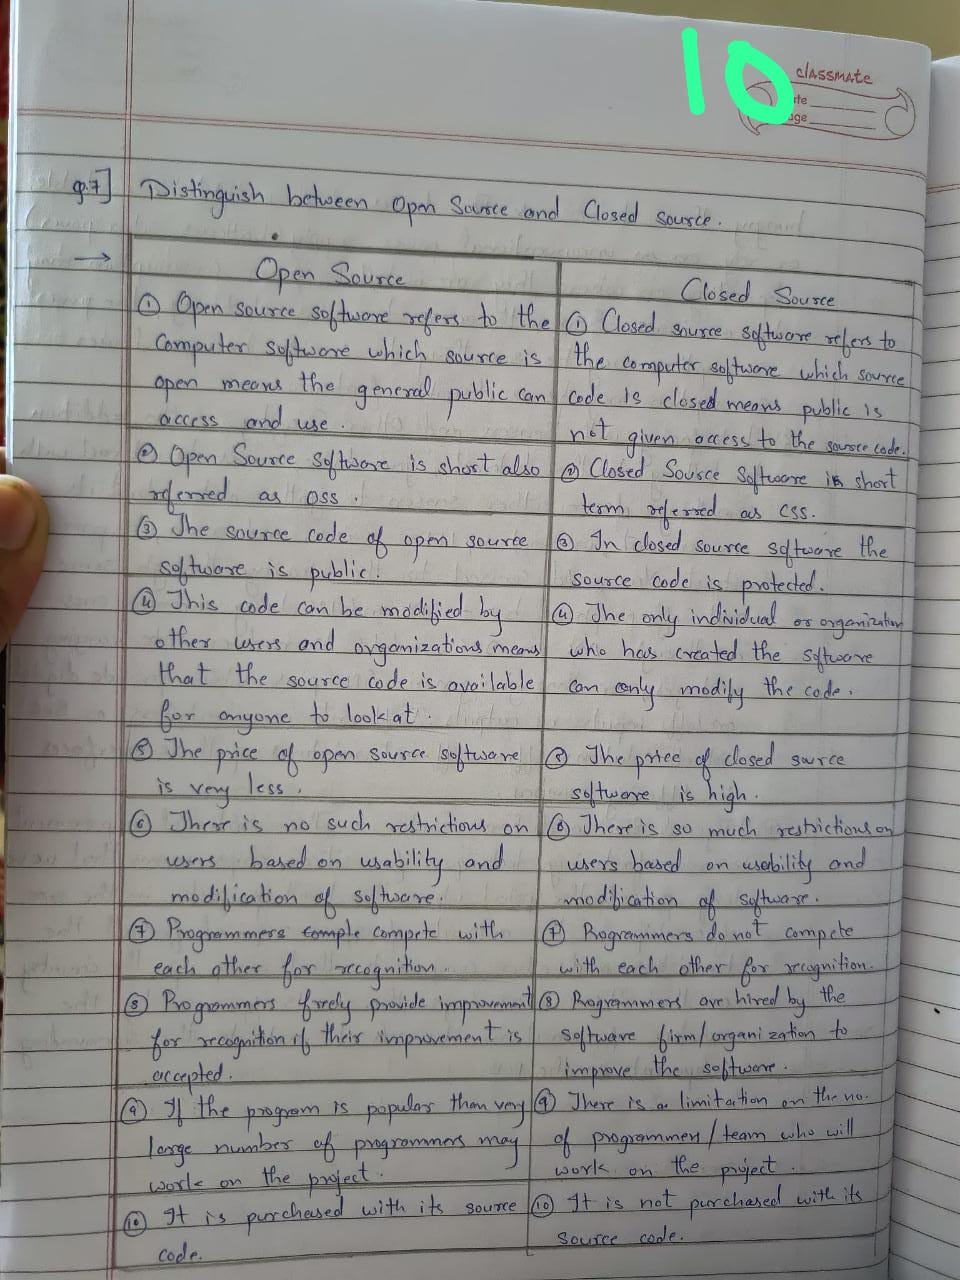 10
classmate
te
age
Q.7] Distinguish between Open Source and Closed source.
→
Open Source
① Open source software refers to the
Computer software which source is
open means the general public can
access and use.
② Open Source Software is short also
referred as OSS.
③ The source code of open source
software is public.
④ This code can be modified by
other users and organizations means
that the source code is available
for anyone to look at.
⑤ The price of open source software
is very less.
⑥ There is no such restrictions on
users based on usability and
modification of software.
⑦ Programmers compete with
each other for recognition.
⑧ Programmers freely provide improvement
for recognition if their improvement is
accepted.
⑨ If the program is popular then very
large number of programmers may
work on the project.
⑩ It is purchased with its source
code.
Closed Source
① Closed source software refers to
the computer software which source
code is closed means public is
not given access to the source code.
② Closed Source Software is short
term referred as CSS.
③ In closed source software the
source code is protected.
④ The only individual or organization
who has created the software
can only modify the code.
⑤ The price of closed source
software is high.
⑥ There is so much restrictions on
users based on usability and
modification of software.
⑦ Programmers do not compete
with each other for recognition.
⑧ Programmers are hired by the
software firm/organization to
improve the software.
⑨ There is a limitation on the no.
of programmers/team who will
work on the project.
⑩ It is not purchased with its
source code.